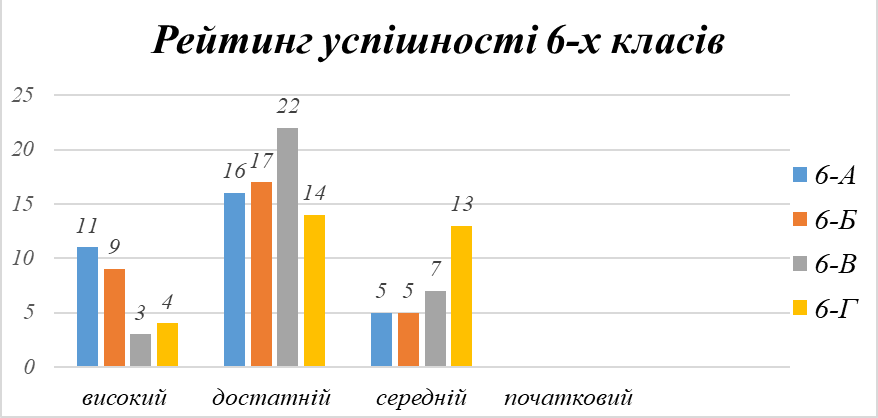 Рейтинг успішності 6-х класів
25
20
15
10
5
0
11
9
3
4
16
17
22
14
5
5
7
13
високий
достатній
середній
початковий
6-А
6-Б
6-В
6-Г